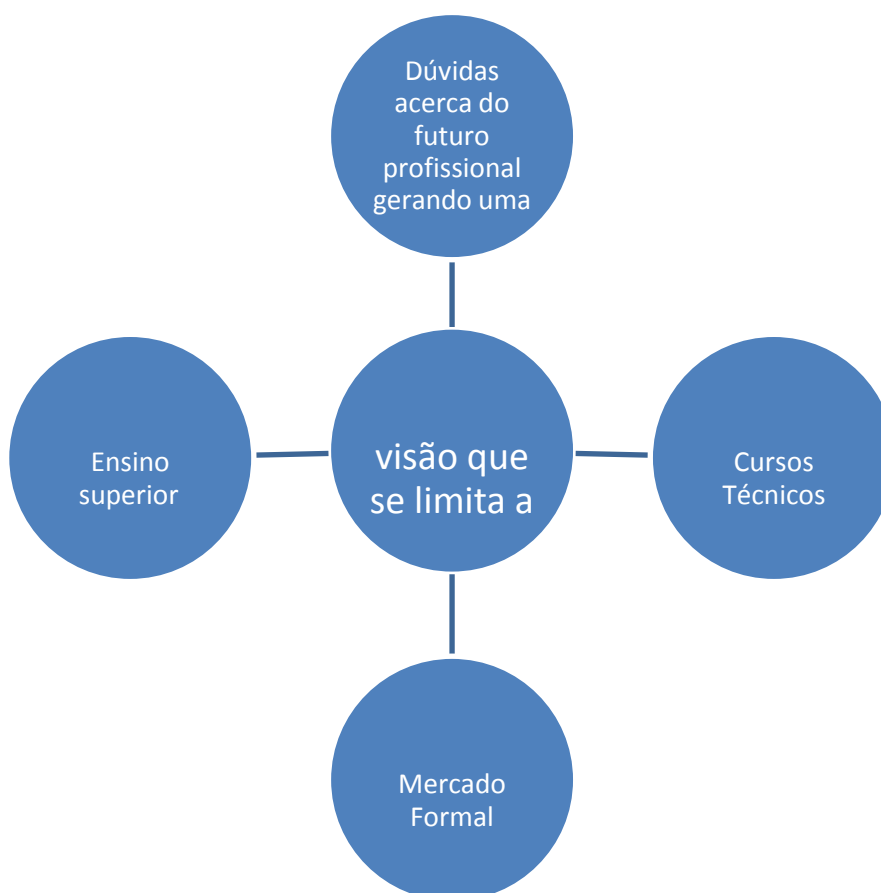 Dúvidas
acerca do
futuro
profissional
gerando uma
visão que
se limita a
Ensino
superior
Cursos
Técnicos
Mercado
Formal